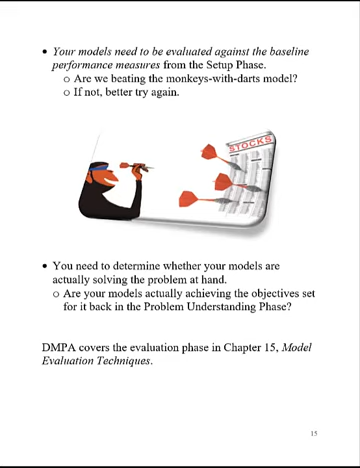 • Your models need to be evaluated against the baseline
performance measures from the Setup Phase.
o Are we beating the monkeys-with-darts model?
o If not, better try again.
STOCKS
• You need to determine whether your models are
actually solving the problem at hand.
o Are your models actually achieving the objectives set
for it back in the Problem Understanding Phase?
DMPA covers the evaluation phase in Chapter 15, Model
Evaluation Techniques.
15